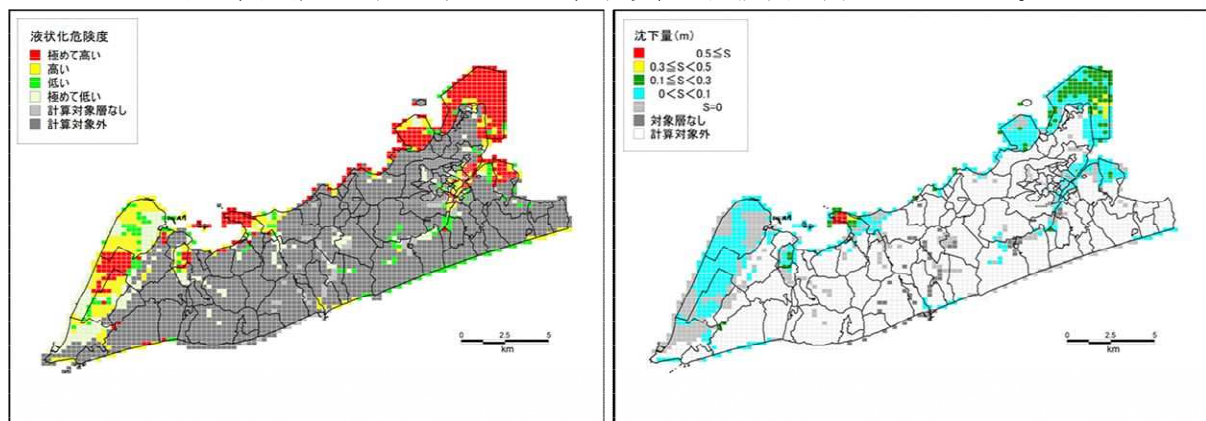 液状化危険度
極めて高い
高い
低い
極めて低い
計算対象層なし
計算対象外
0 2.5 5
km
沈下量(m)
0.5≦S
0.3≦S<0.5
0.1≦S<0.3
0<S<0.1
S=0
対象層なし
計算対象外
0 2.5 5
km